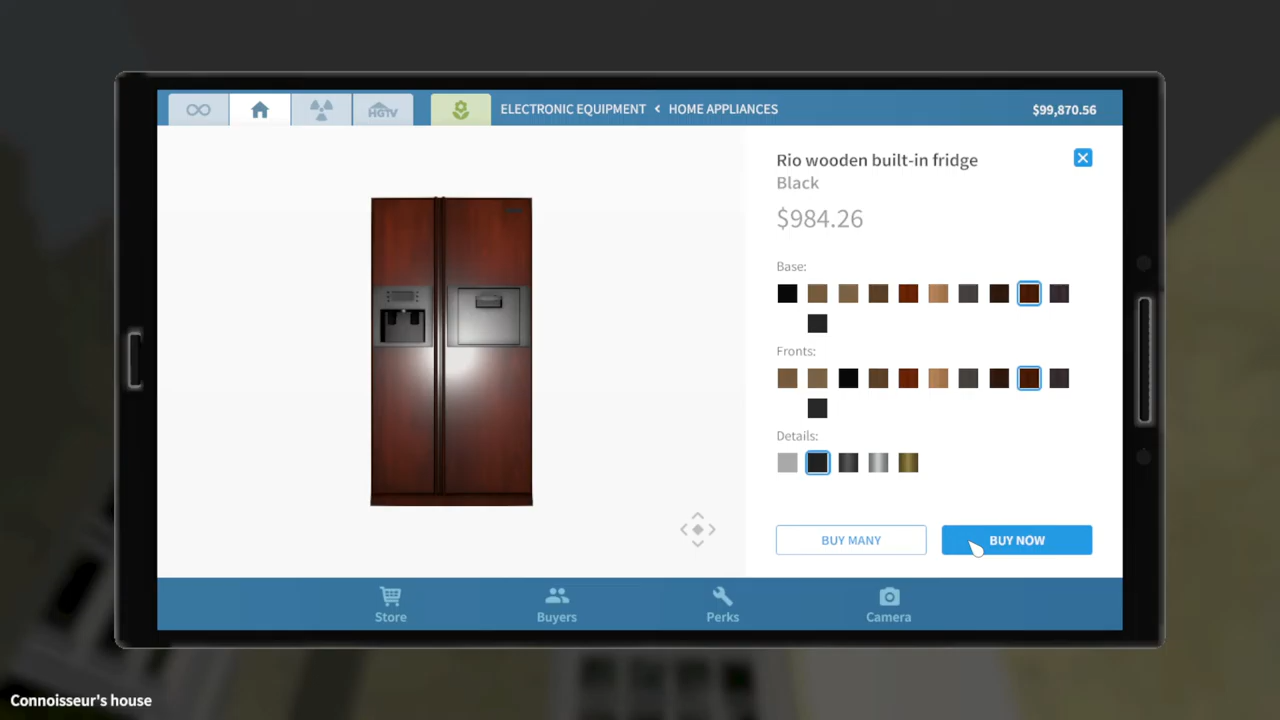 HGTV
ELECTRONIC EQUIPMENT < HOME APPLIANCES
$99,870.56
Rio wooden built-in fridge
Black
$984.26
Base:
Fronts:
Details:
BUY MANY
BUY NOW
Store
Buyers
Perks
Camera
Connoisseur's house